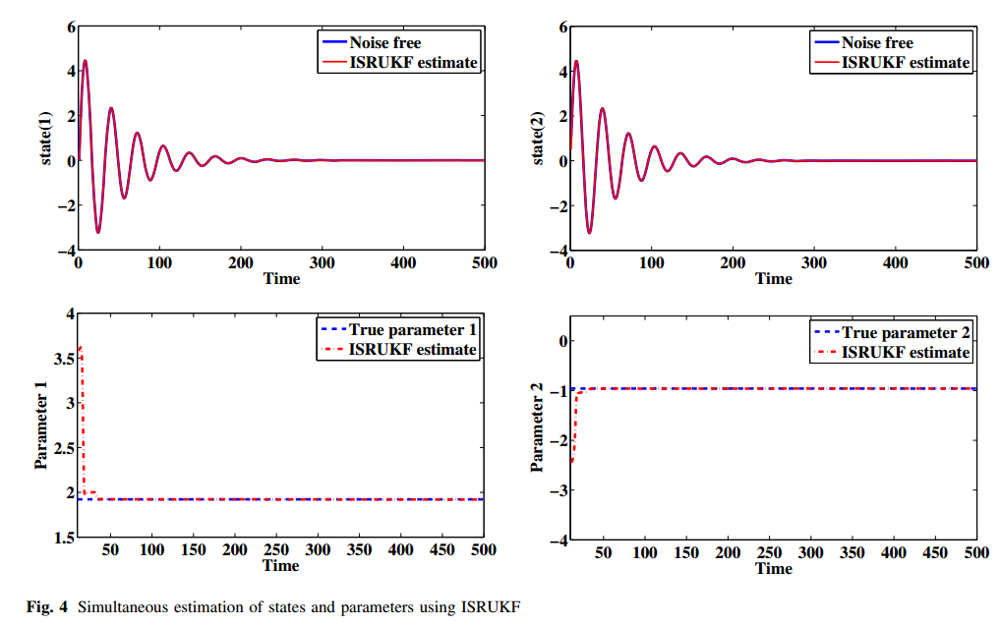 6
4
2
0
−2
−4
state(1)
Noise free
ISRUKF estimate
0 100 200 300 400 500
Time
6
4
2
0
−2
−4
state(2)
Noise free
ISRUKF estimate
0 100 200 300 400 500
Time
4
3.5
3
2.5
2
1.5
Parameter 1
True parameter 1
ISRUKF estimate
50 100 150 200 250 300 350 400 450 500
Time
0
−1
−2
−3
−4
Parameter 2
True parameter 2
ISRUKF estimate
50 100 150 200 250 300 350 400 450 500
Time
Fig. 4 Simultaneous estimation of states and parameters using ISRUKF